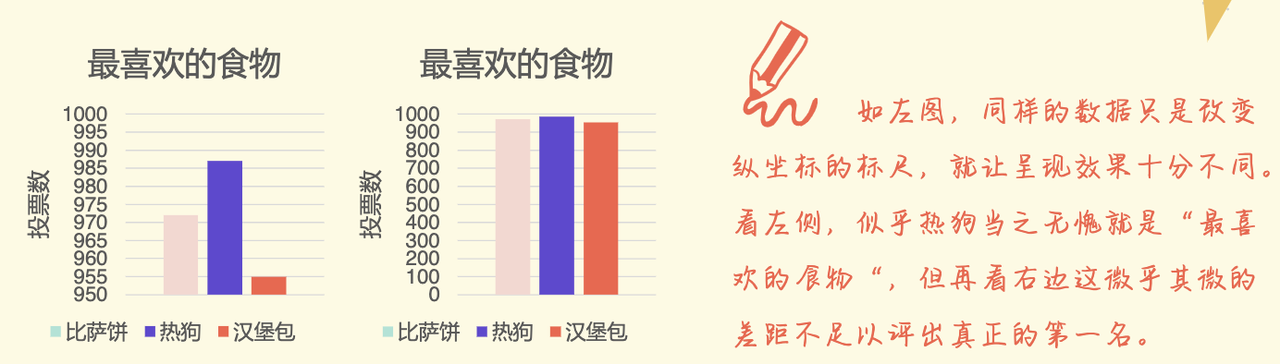 最喜欢的食物
投票数
1000
995
990
985
980
975
970
965
960
955
950
比萨饼 热狗 汉堡包
最喜欢的食物
投票数
1000
900
800
700
600
500
400
300
200
100
0
比萨饼 热狗 汉堡包
如左图，同样的数据只是改变
纵坐标的标尺，就让呈现效果十分不同。
看左侧，似乎热狗当之无愧就是“最喜
欢的食物“，但再看右边这微乎其微的
差距不足以评出真正的第一名。